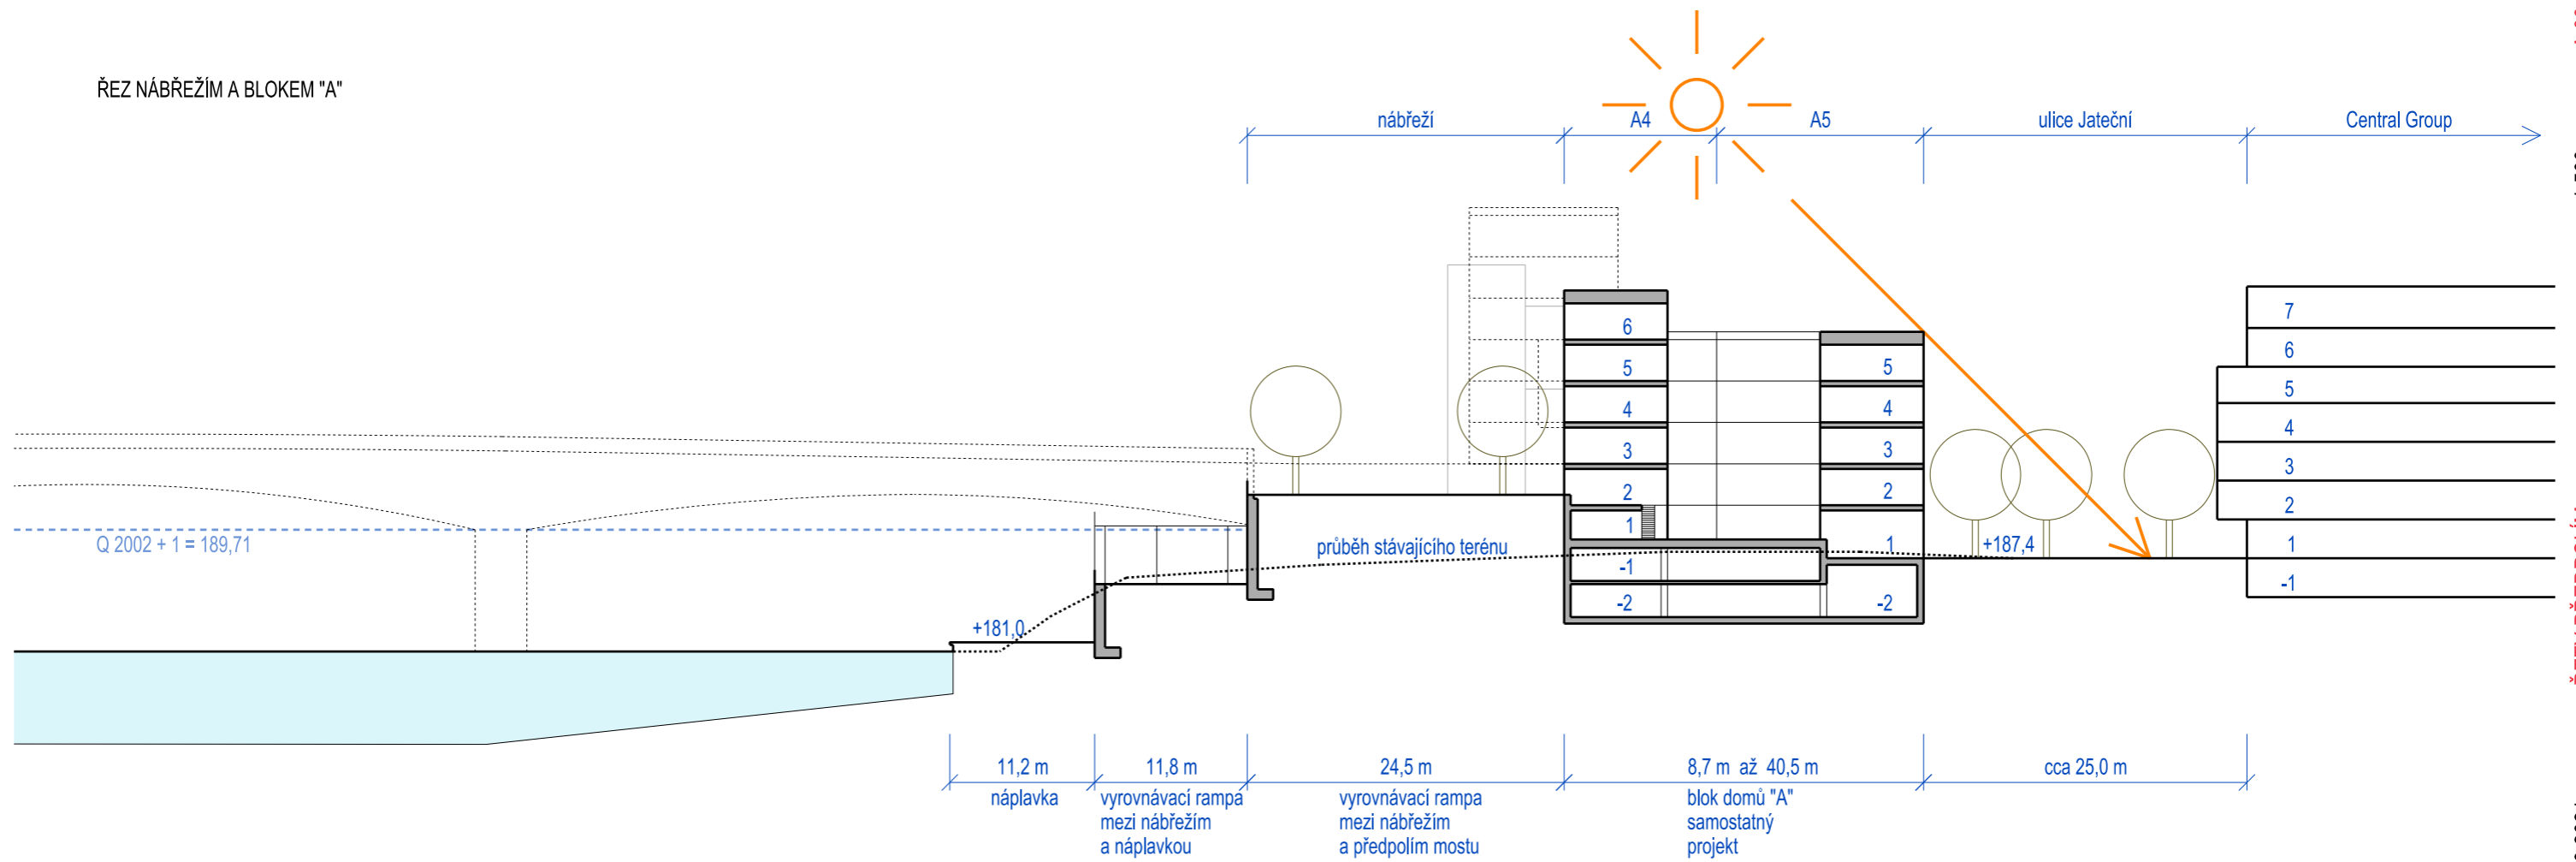 ŘEZ NÁBŘEŽÍM A BLOKEM "A"
nábřeží
A4
A5
ulice Jateční
Central Group
6
5
4
3
2
1
-1
-2
5
4
3
2
1
-2
7
6
5
4
3
2
1
-1
Q 2002 + 1 = 189,71
průběh stávajícího terénu
+187,4
+181,0
11,2 m
11,8 m
24,5 m
8,7 m až 40,5 m
cca 25,0 m
náplavka
vyrovnávací rampa
mezi nábřežím
a náplavkou
vyrovnávací rampa
mezi nábřežím
a předpolím mostu
blok domů "A"
samostatný
projekt